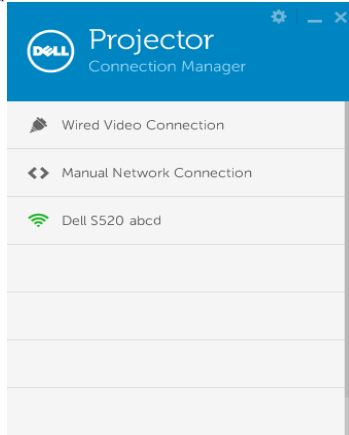 DELL
Projector
Connection Manager
Wired Video Connection
Manual Network Connection
Dell S520 abcd